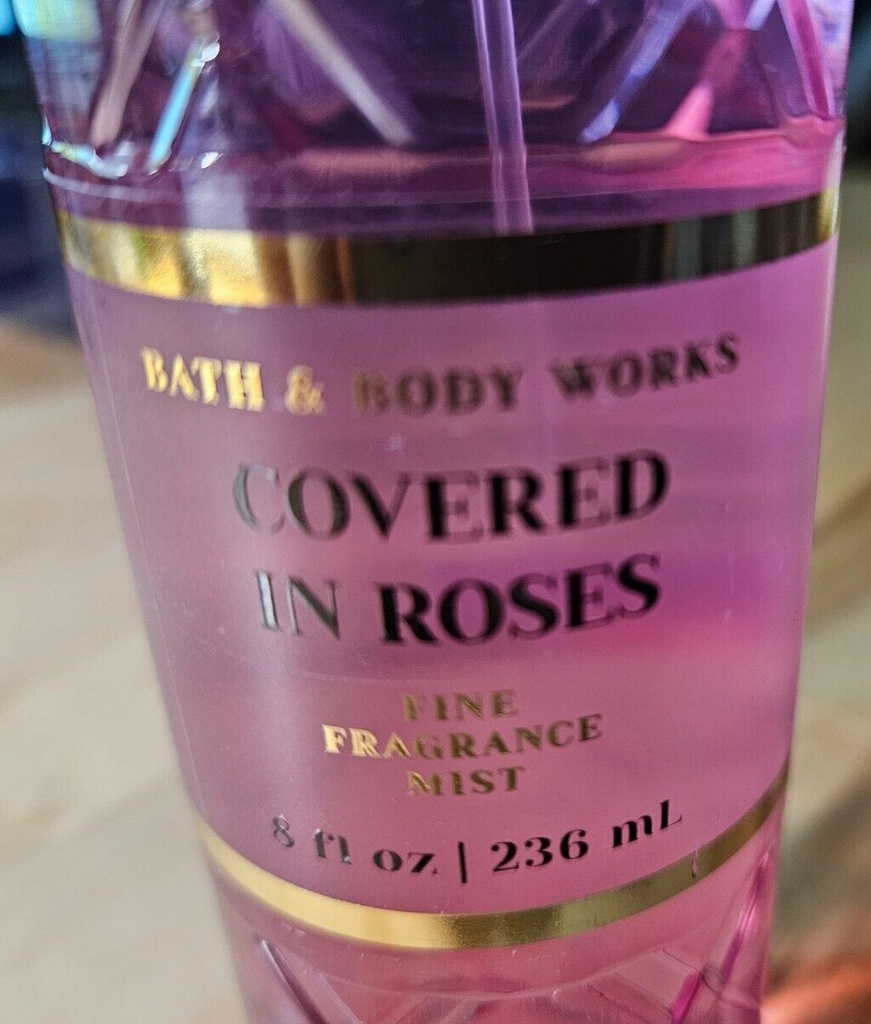 BATH & BODY WORKS
COVERED
IN ROSES
FINE
FRAGRANCE
MIST
8 fl oz | 236 mL